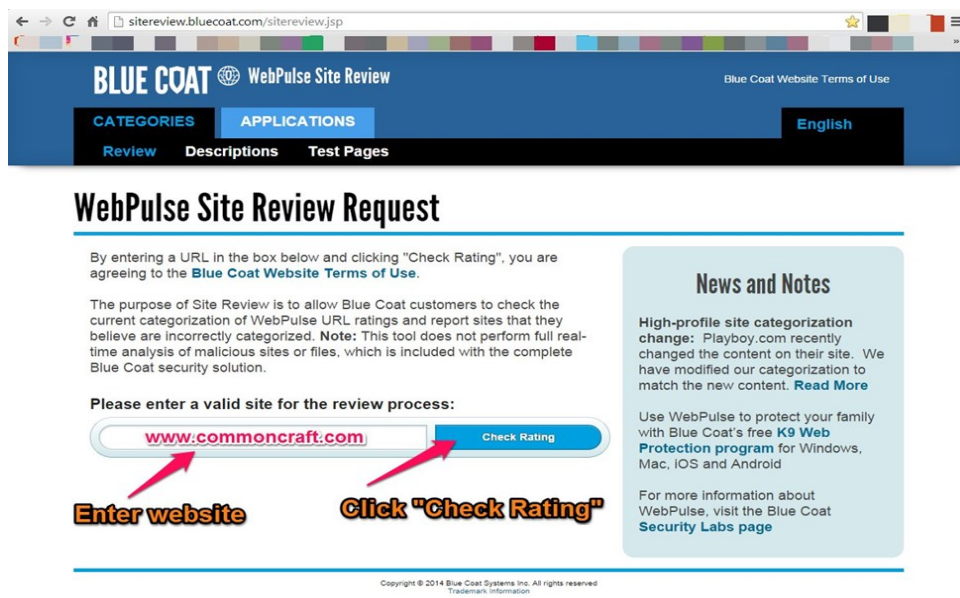 sitereview.bluecoat.com/sitereview.jsp
BLUE COAT WebPulse Site Review
Blue Coat Website Terms of Use
CATEGORIES APPLICATIONS
English
Review Descriptions Test Pages
WebPulse Site Review Request
By entering a URL in the box below and clicking "Check Rating", you are
agreeing to the Blue Coat Website Terms of Use.
The purpose of Site Review is to allow Blue Coat customers to check the
current categorization of WebPulse URL ratings and report sites that they
believe are incorrectly categorized. Note: This tool does not perform full real-
time analysis of malicious sites or files, which is included with the complete
Blue Coat security solution.
Please enter a valid site for the review process:
www.commoncraft.com
Check Rating
Enter website
Click "Check Rating"
News and Notes
High-profile site categorization
change: Playboy.com recently
changed the content on their site. We
have modified our categorization to
match the new content. Read More
Use WebPulse to protect your family
with Blue Coat's free K9 Web
Protection program for Windows,
Mac, iOS and Android
For more information about
WebPulse, visit the Blue Coat
Security Labs page
Copyright © 2014 Blue Coat Systems Inc. All rights reserved
Trademark Information